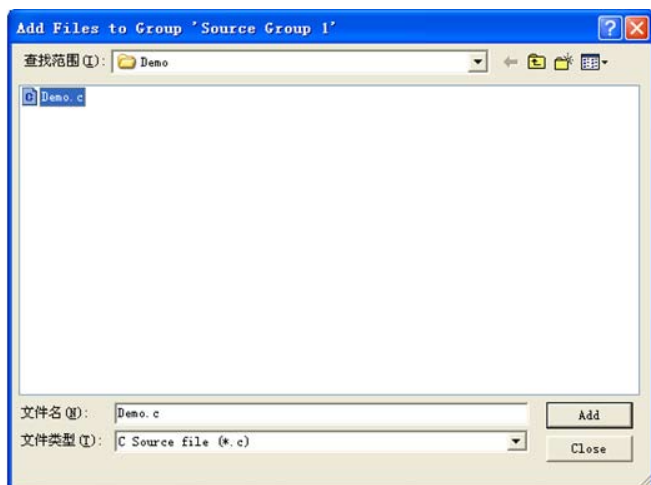 Add Files to Group 'Source Group 1'
查找范围(I): Demo
Demo.c
文件名(N): Demo.c Add
文件类型(T): C Source file (*.c) Close